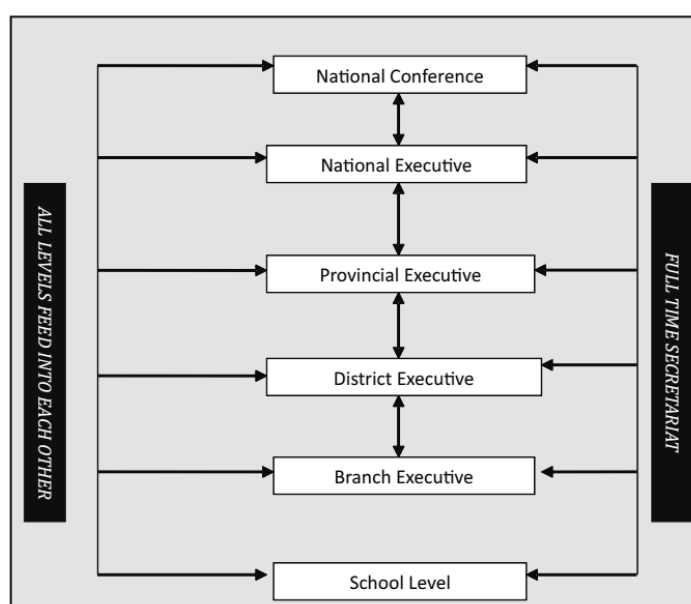 National Conference
National Executive
Provincial Executive
District Executive
Branch Executive
School Level
ALL LEVELS FEED INTO EACH OTHER
FULL TIME SECRETARIAT